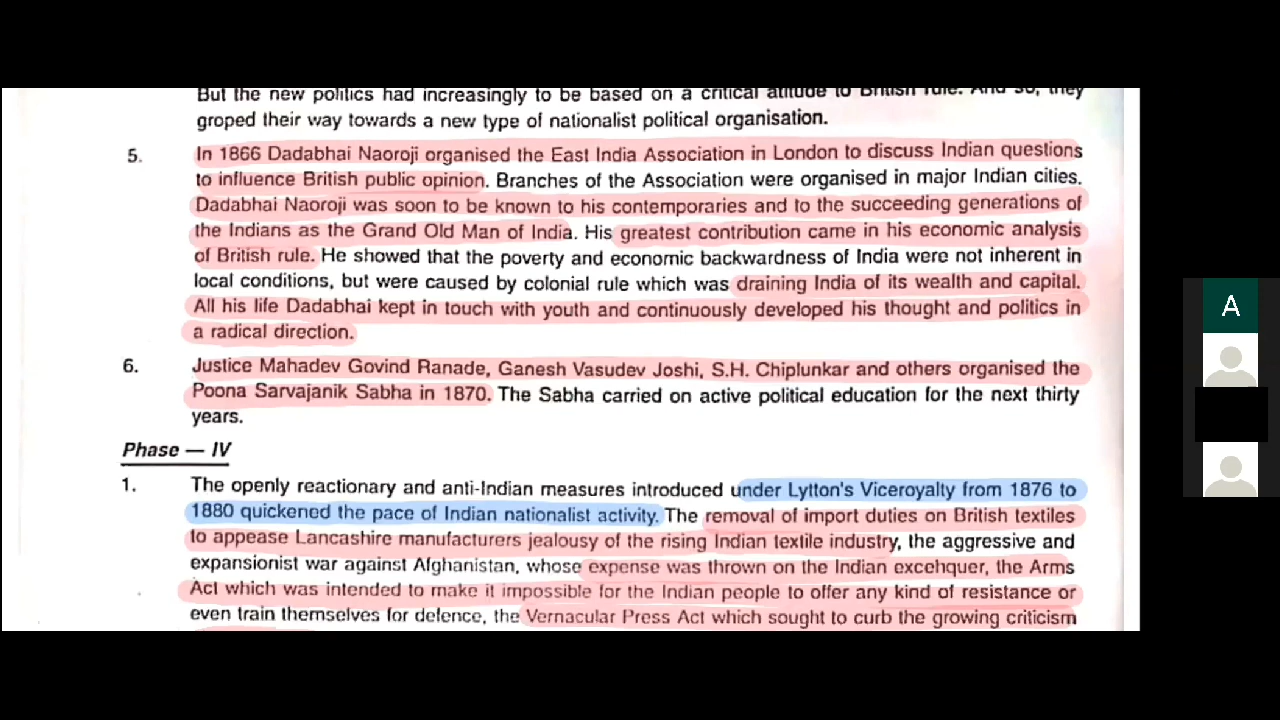 But the new politics had increasingly to be based on a critical attitude to British rule. And so, they
groped their way towards a new type of nationalist political organisation.
5. In 1866 Dadabhai Naoroji organised the East India Association in London to discuss Indian questions
to influence British public opinion. Branches of the Association were organised in major Indian cities.
Dadabhai Naoroji was soon to be known to his contemporaries and to the succeeding generations of
the Indians as the Grand Old Man of India. His greatest contribution came in his economic analysis
of British rule. He showed that the poverty and economic backwardness of India were not inherent in
local conditions, but were caused by colonial rule which was draining India of its wealth and capital.
All his life Dadabhai kept in touch with youth and continuously developed his thought and politics in
a radical direction.
6. Justice Mahadev Govind Ranade, Ganesh Vasudev Joshi, S.H. Chiplunkar and others organised the
Poona Sarvajanik Sabha in 1870. The Sabha carried on active political education for the next thirty
years.
Phase — IV
1. The openly reactionary and anti-Indian measures introduced under Lytton's Viceroyalty from 1876 to
1880 quickened the pace of Indian nationalist activity. The removal of import duties on British textiles
to appease Lancashire manufacturers jealousy of the rising Indian textile industry, the aggressive and
expansionist war against Afghanistan, whose expense was thrown on the Indian excehquer, the Arms
Act which was intended to make it impossible for the Indian people to offer any kind of resistance or
even train themselves for defence, the Vernacular Press Act which sought to curb the growing criticism
A